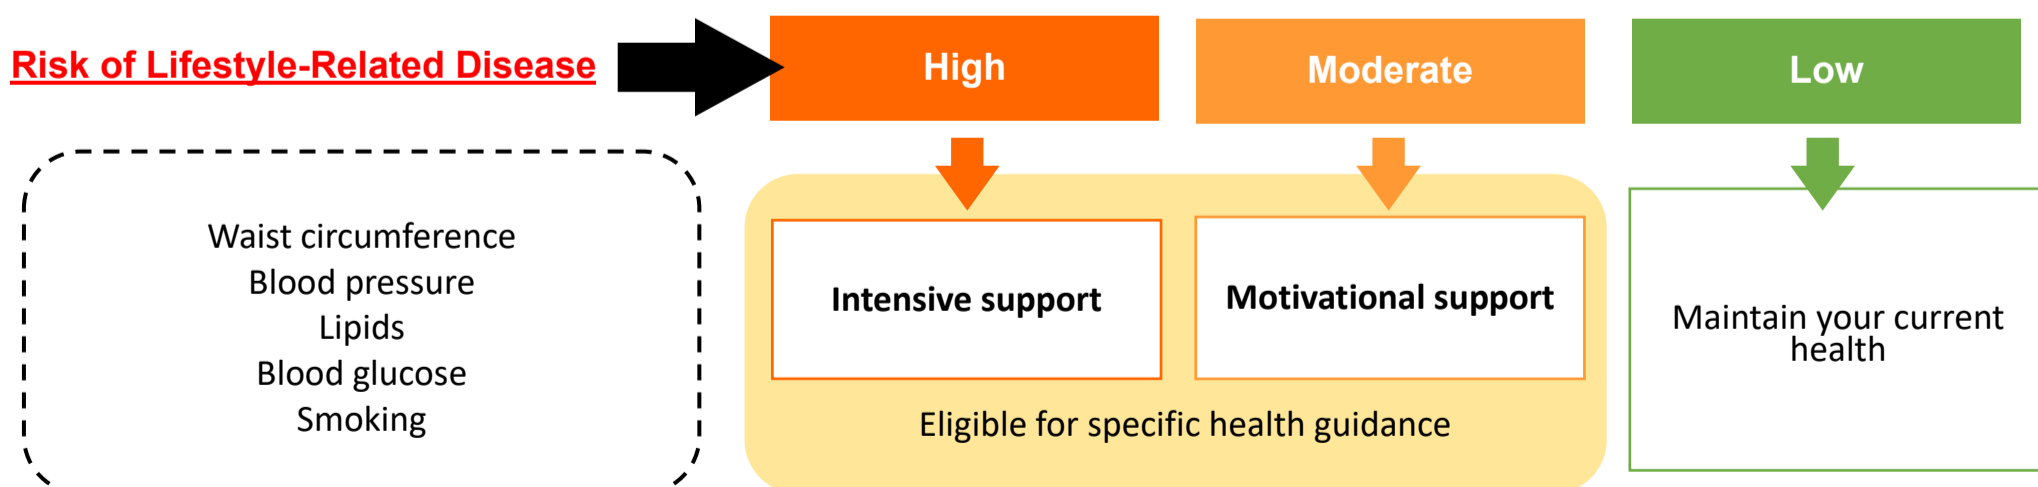 Risk of Lifestyle-Related Disease
High
Moderate
Low
Waist circumference
Blood pressure
Lipids
Blood glucose
Smoking
Intensive support
Motivational support
Eligible for specific health guidance
Maintain your current
health